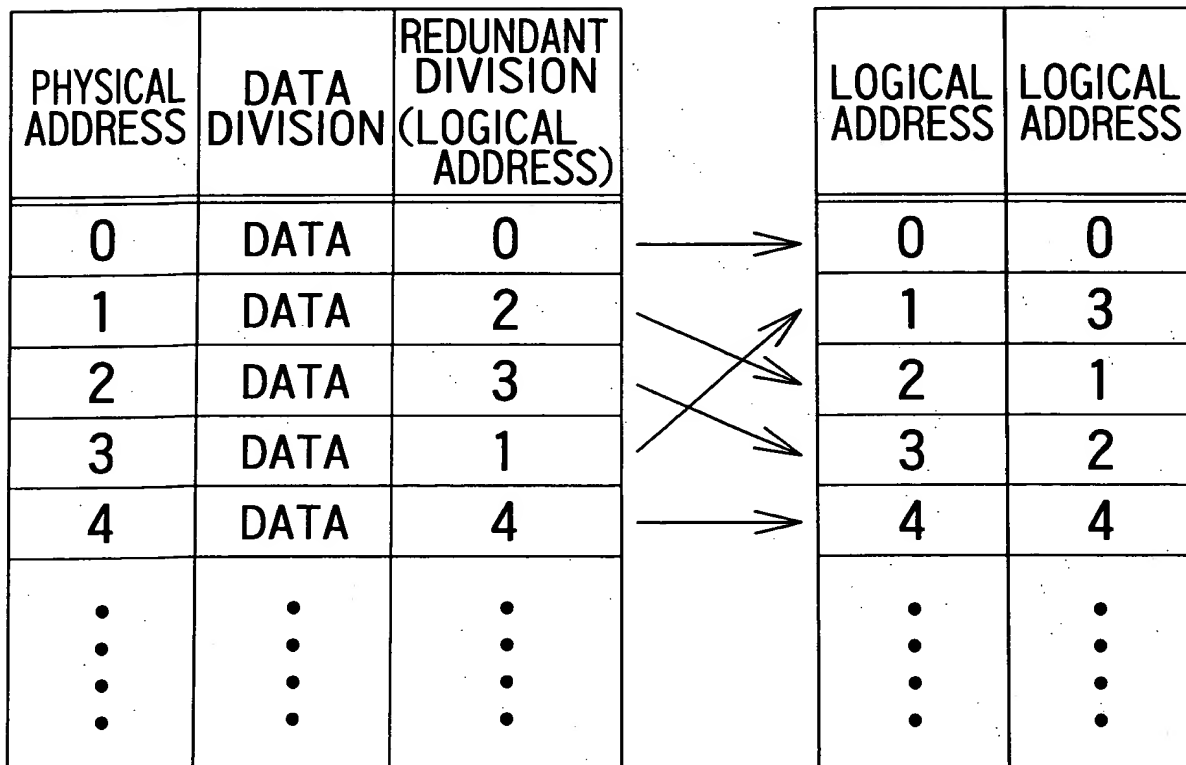 PHYSICAL ADDRESS
DATA DIVISION
REDUNDANT DIVISION (LOGICAL ADDRESS)
LOGICAL ADDRESS
LOGICAL ADDRESS
0 DATA 0 0 0
1 DATA 2 1 3
2 DATA 3 2 1
3 DATA 1 3 2
4 DATA 4 4 4